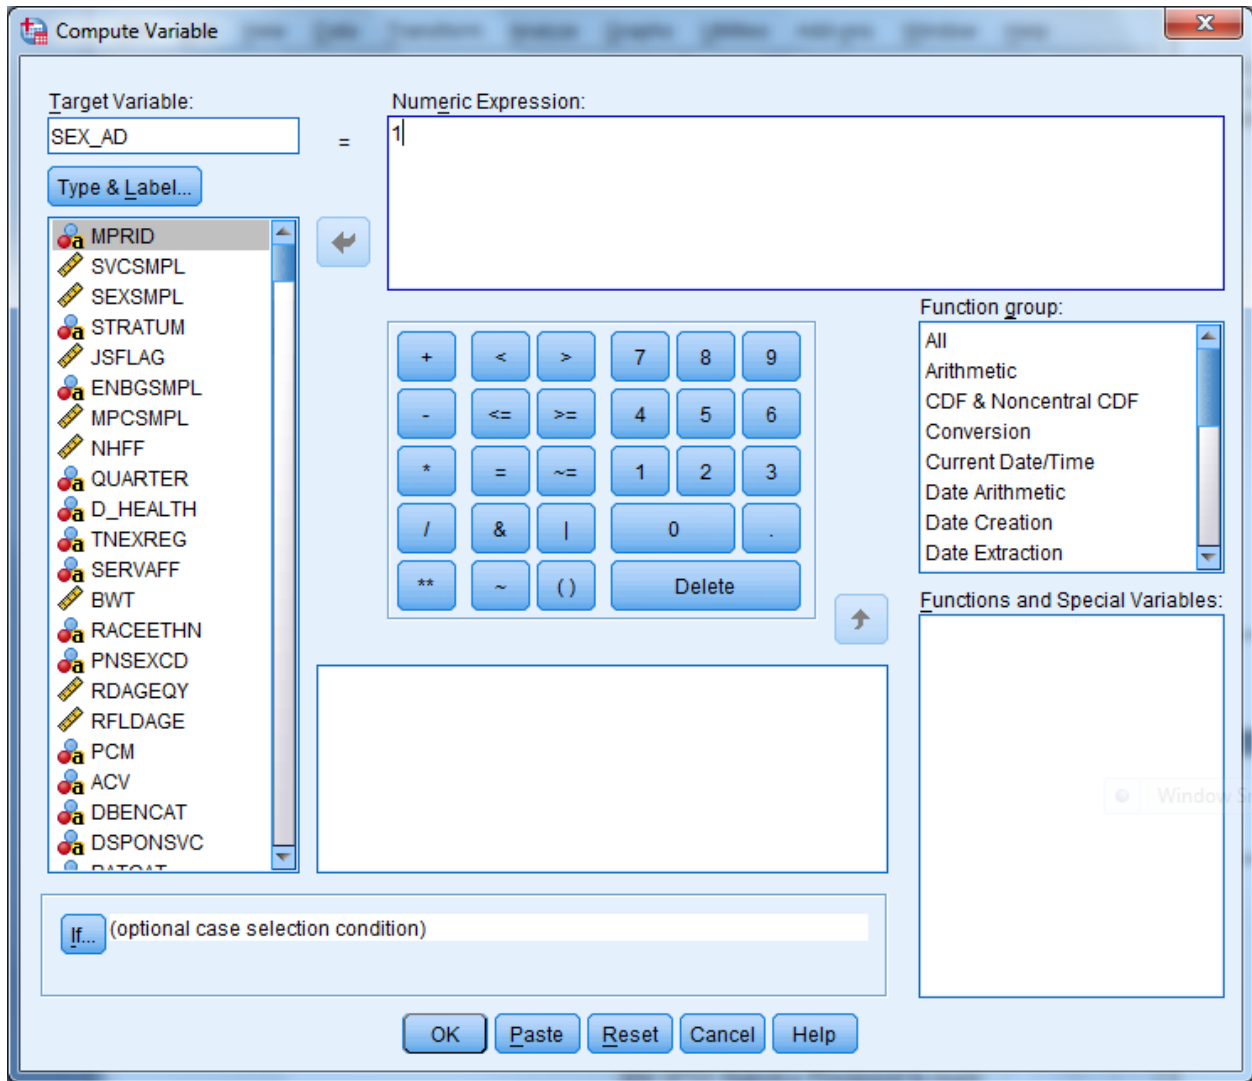 Compute Variable
Target Variable:
SEX_AD
=
Numeric Expression:
1
Type & Label...
MPRID
SVCSMPL
SEXSMPL
STRATUM
JSFLAG
ENBGSMPL
MPCSMPL
NHFF
QUARTER
D_HEALTH
TNEXREG
SERVAFF
BWT
RACEETHN
PNSEXCD
RDAGEQY
RFLDAGE
PCM
ACV
DBENCAT
DSPONSVC
+ < > 7 8 9
- <= >= 4 5 6
* = ~= 1 2 3
/ & | 0 .
** ~ ( ) Delete
Function group:
All
Arithmetic
CDF & Noncentral CDF
Conversion
Current Date/Time
Date Arithmetic
Date Creation
Date Extraction
Functions and Special Variables:
Window
If... (optional case selection condition)
OK Paste Reset Cancel Help